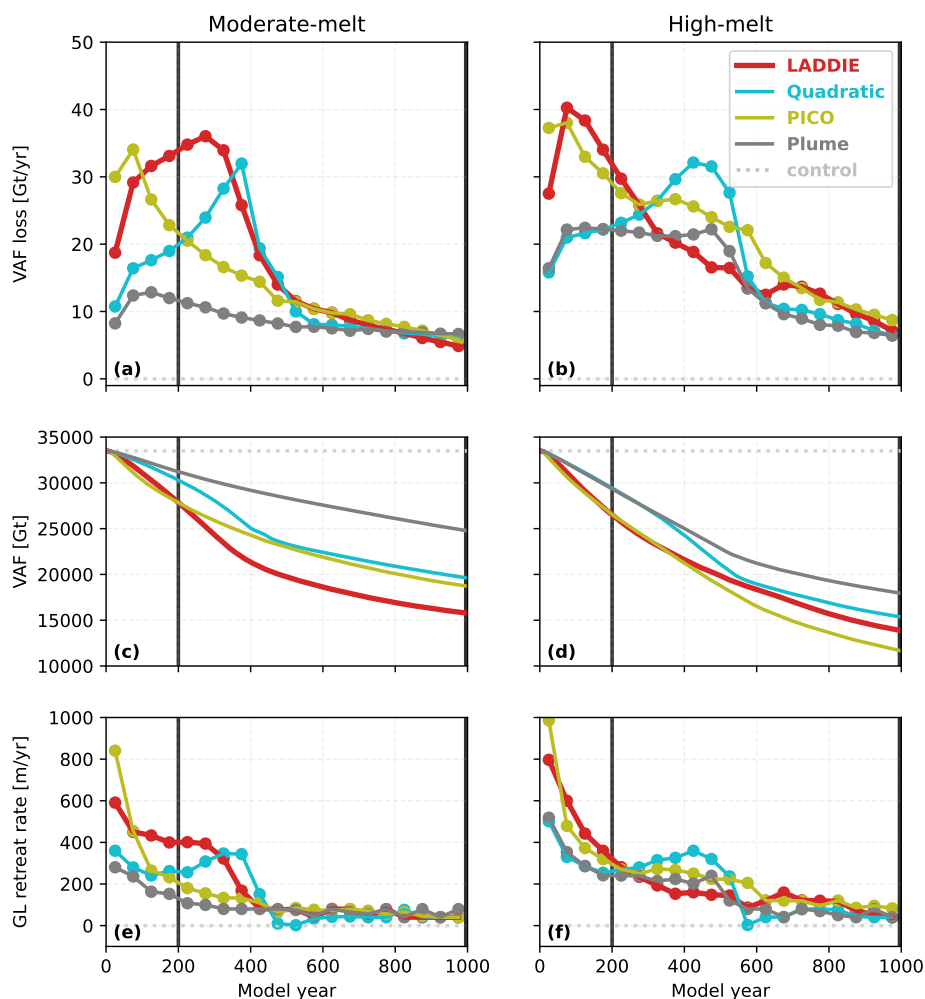 Moderate-melt
High-melt
VAF loss [Gt/yr]
50
40
30
20
10
0
(a)
LADDIE
Quadratic
PICO
Plume
control
(b)
VAF [Gt]
35000
30000
25000
20000
15000
10000
(c)
(d)
GL retreat rate [m/yr]
1000
800
600
400
200
0
(e)
(f)
0 200 400 600 800 1000
0 200 400 600 800 1000
Model year
Model year